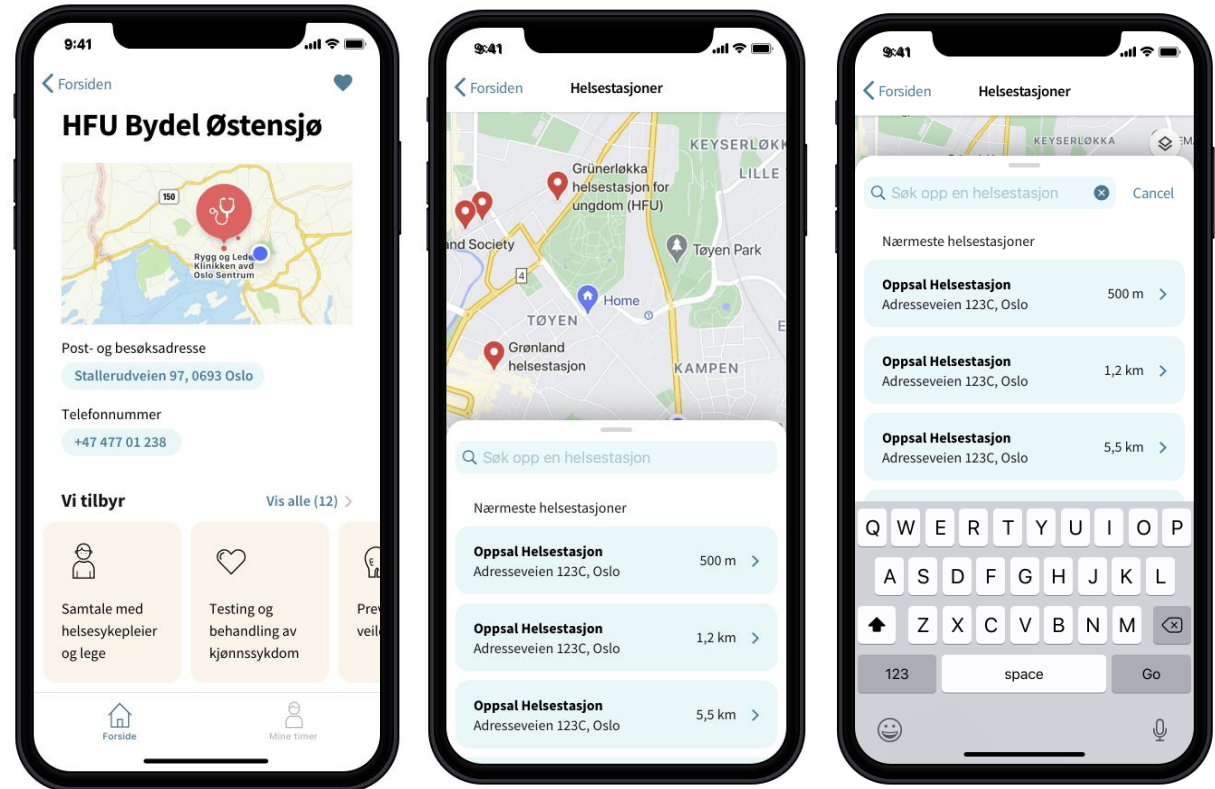 9:41
Forsiden
HFU Bydel Østensjø
150
Rygg og Lede
Klinikken avd
Oslo Sentrum
Post- og besøksadresse
Stallerudveien 97, 0693 Oslo
Telefonnummer
+47 477 01 238
Vi tilbyr
Vis alle (12)
Samtale med
helsesykepleier
og lege
Testing og
behandling av
kjønnssykdom
Forside
Mine timer
9:41
Forsiden
Helsestasjoner
KEYSERLØKK
LILLE
Grünerløkka
helsestasjon for
ungdom (HFU)
nd Society
Tøyen Park
4
Home
TØYEN
Grønland
helsestasjon
KAMPEN
Søk opp en helsestasjon
Nærmeste helsestasjoner
Oppsal Helsestasjon
Adresseveien 123C, Oslo
500 m
Oppsal Helsestasjon
Adresseveien 123C, Oslo
1,2 km
Oppsal Helsestasjon
Adresseveien 123C, Oslo
5,5 km
9:41
Forsiden
Helsestasjoner
KEYSERLØKKA
Søk opp en helsestasjon
Cancel
Nærmeste helsestasjoner
Oppsal Helsestasjon
Adresseveien 123C, Oslo
500 m
Oppsal Helsestasjon
Adresseveien 123C, Oslo
1,2 km
Oppsal Helsestasjon
Adresseveien 123C, Oslo
5,5 km
Q W E R T Y U I O P
A S D F G H J K L
Z X C V B N M
123 space Go